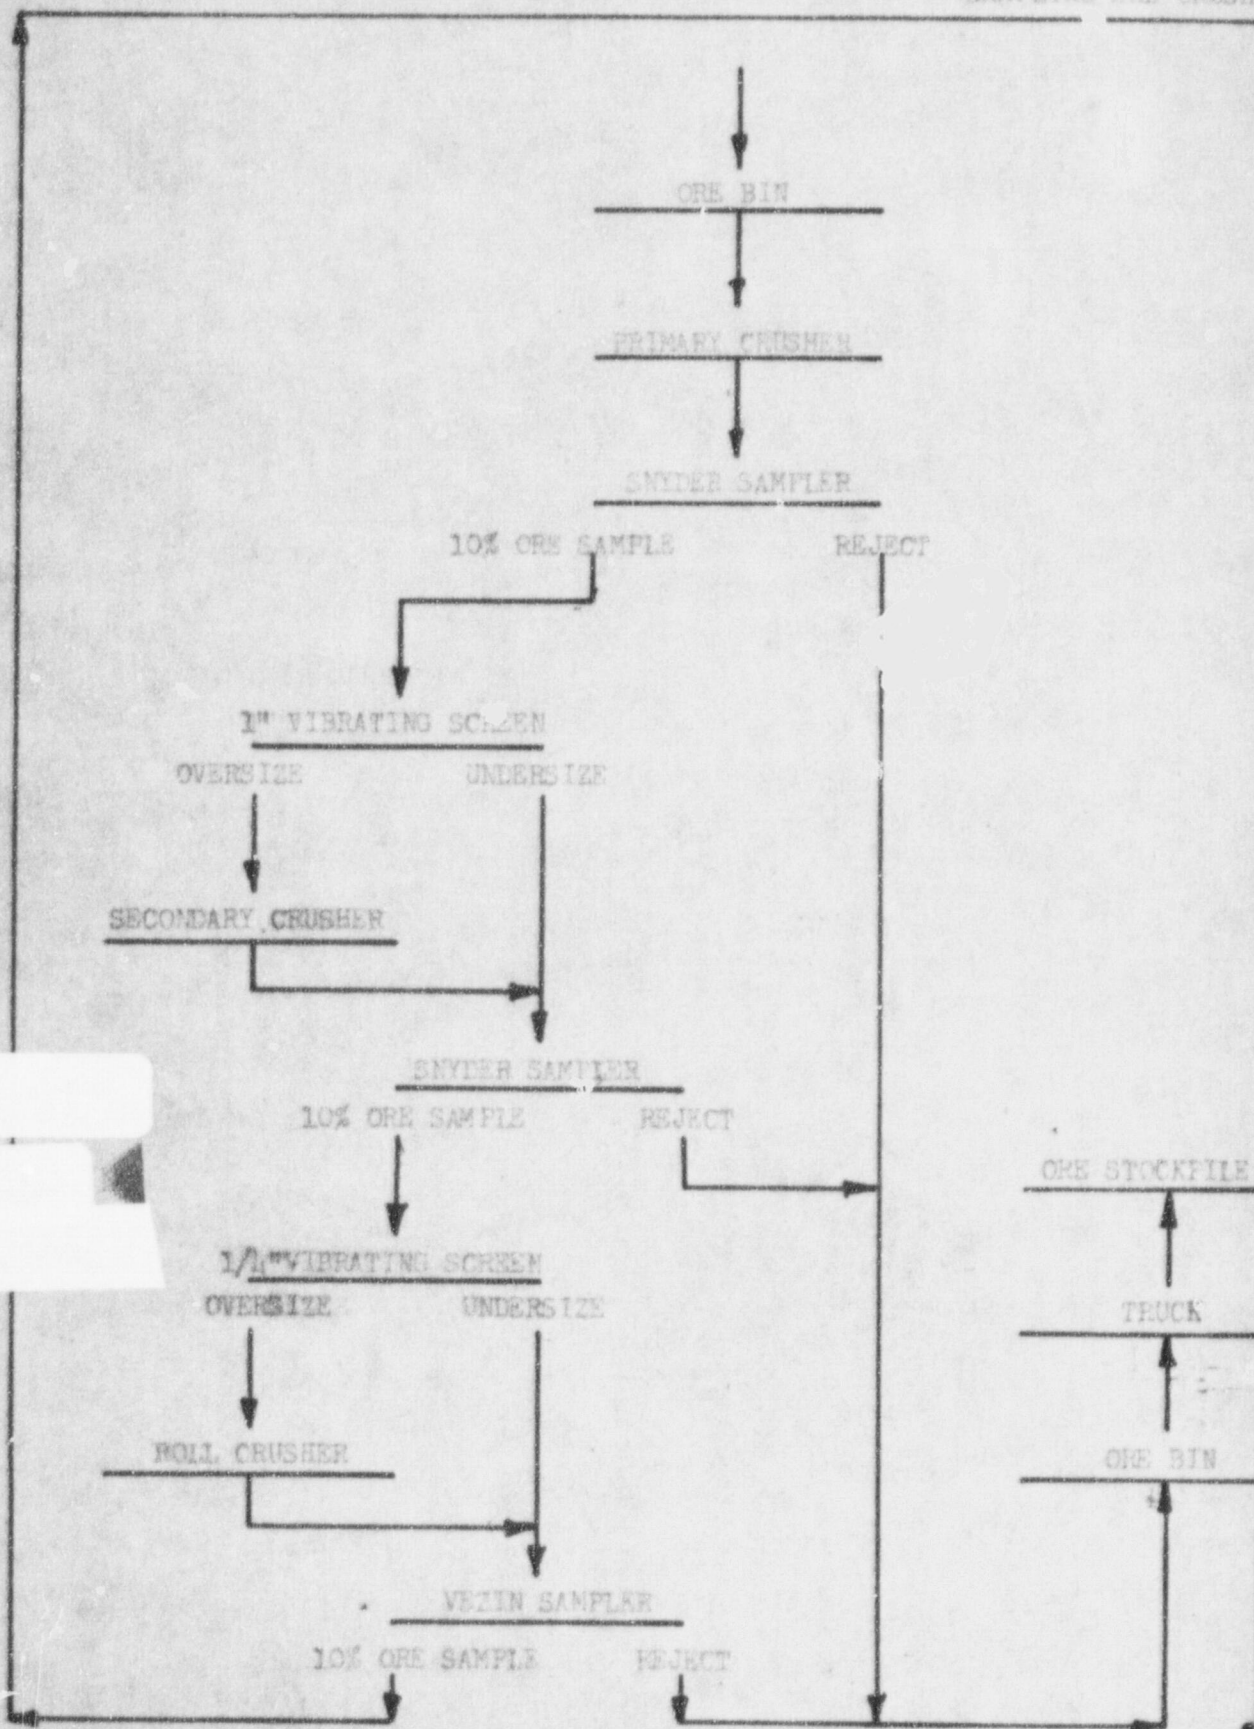 ORE BIN
PRIMARY CRUSHER
SNYDER SAMPLER
10% ORE SAMPLE REJECT
1" VIBRATING SCREEN
OVERSIZE UNDERSIZE
SECONDARY CRUSHER
SNYDER SAMPLER
10% ORE SAMPLE REJECT
ORE STOCKPILE
1/4" VIBRATING SCREEN
OVERSIZE UNDERSIZE
TRUCK
ROLL CRUSHER
ORE BIN
VEZIN SAMPLER
10% ORE SAMPLE REJECT